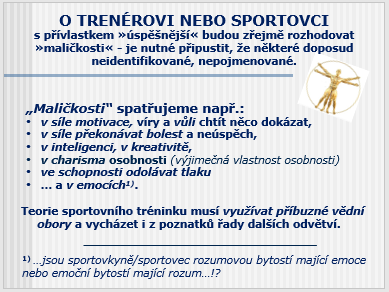 O TRENÉROVI NEBO SPORTOVCI
s přívlastkem »úspěšnější« budou zřejmě rozhodovat
»maličkosti« - je nutné připustit, že některé doposud
neidentifikované, nepojmenované.
„Maličkosti“ spatřujeme např.:
• v síle motivace, víry a vůli chtít něco dokázat,
• v síle překonávat bolest a neúspěch,
• v inteligenci, v kreativitě,
• v charisma osobnosti (výjimečná vlastnost osobnosti)
• ve schopnosti odolávat tlaku
• … a v emocích¹).
Teorie sportovního tréninku musí využívat příbuzné vědní
obory a vycházet i z poznatků řady dalších odvětví.
¹) …jsou sportovkyně/sportovec rozumovou bytostí mající emoce
nebo emoční bytostí mající rozum…!?